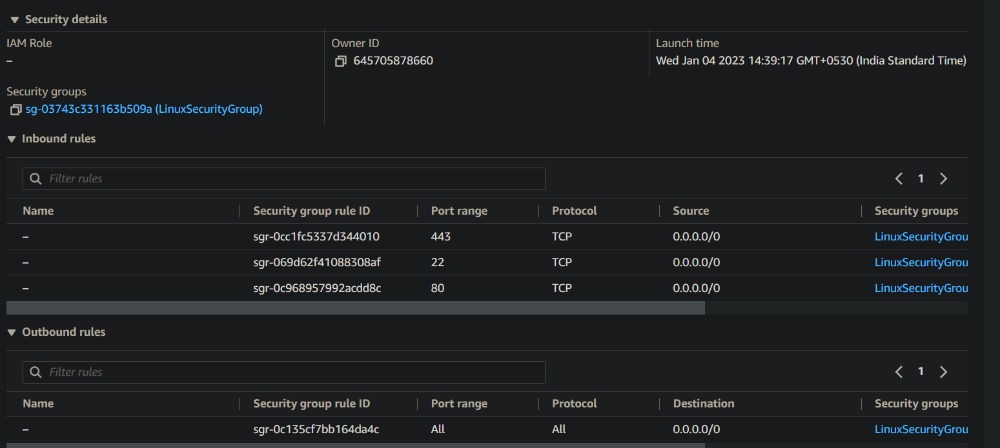 Security details
IAM Role
–
Owner ID
645705878660
Launch time
Wed Jan 04 2023 14:39:17 GMT+0530 (India Standard Time)
Security groups
sg-03743c331163b509a (LinuxSecurityGroup)
Inbound rules
Filter rules
1
Name Security group rule ID Port range Protocol Source Security groups
– sgr-0cc1fc5337d344010 443 TCP 0.0.0.0/0 LinuxSecurityGrou
– sgr-069d62f41088308af 22 TCP 0.0.0.0/0 LinuxSecurityGrou
– sgr-0c968957992acdd8c 80 TCP 0.0.0.0/0 LinuxSecurityGrou
Outbound rules
Filter rules
1
Name Security group rule ID Port range Protocol Destination Security groups
– sgr-0c135cf7bb164da4c All All 0.0.0.0/0 LinuxSecurityGrou